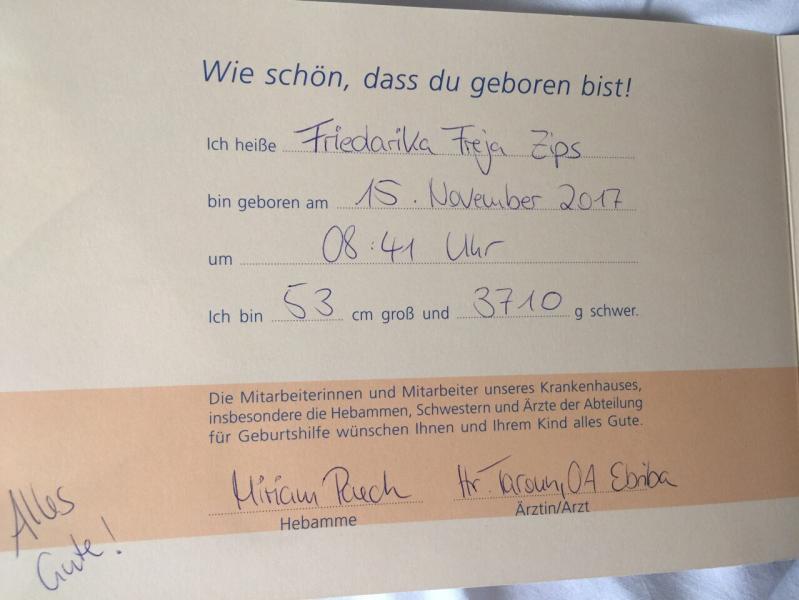 Wie schön, dass du geboren bist!
Ich heiße Friedarika Freja Zips
bin geboren am 15. November 2017
um 08:41 Uhr
Ich bin 53 cm groß und 3710 g schwer.
Die Mitarbeiterinnen und Mitarbeiter unseres Krankenhauses,
insbesondere die Hebammen, Schwestern und Ärzte der Abteilung
für Geburtshilfe wünschen Ihnen und Ihrem Kind alles Gute.
Miriam Hr. OA
Hebamme Ärztin/Arzt
Alles
Gute!